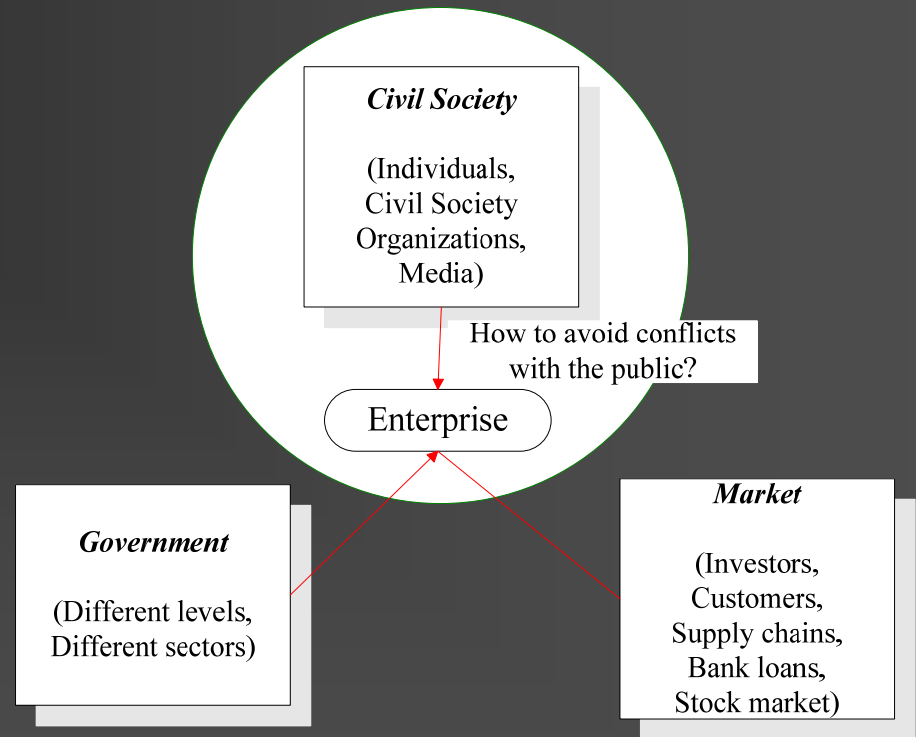 Civil Society
(Individuals,
Civil Society
Organizations,
Media)
How to avoid conflicts
with the public?
Enterprise
Government
(Different levels,
Different sectors)
Market
(Investors,
Customers,
Supply chains,
Bank loans,
Stock market)